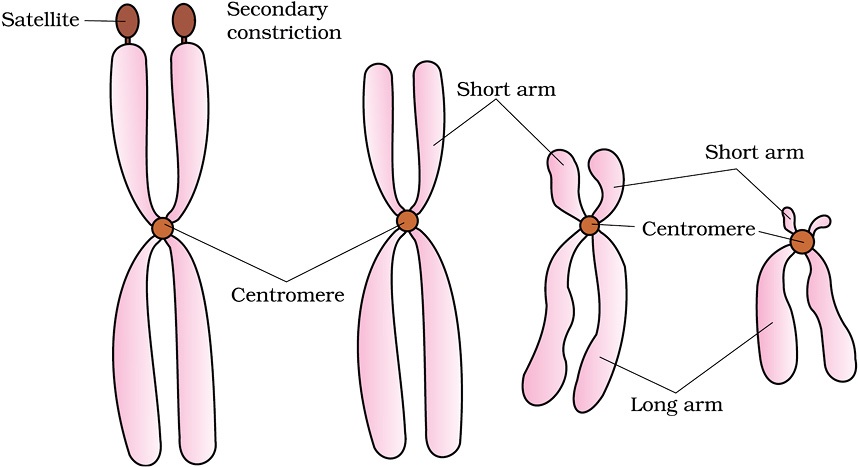 Satellite
Secondary
constriction
Short arm
Short arm
Centromere
Centromere
Long arm